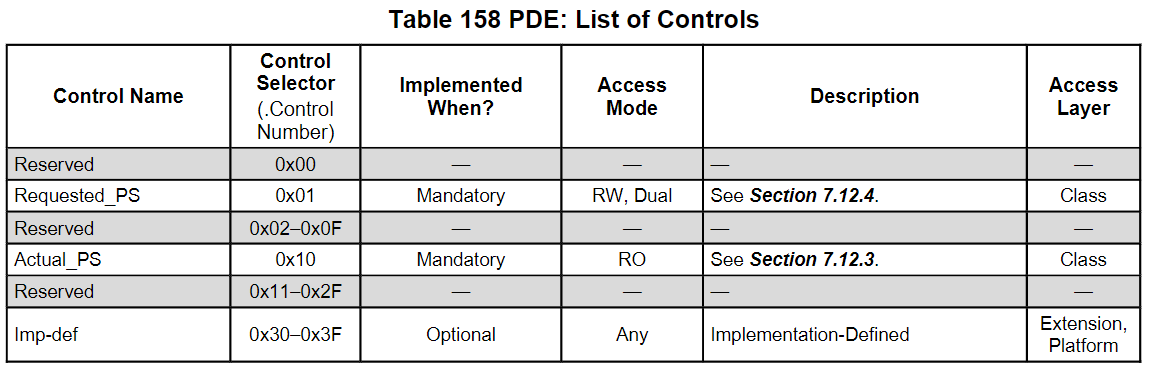 Table 158 PDE: List of Controls
Control Name
Control
Selector
(.Control
Number)
Implemented
When?
Access
Mode
Description
Access
Layer
Reserved 0x00 — — — —
Requested_PS 0x01 Mandatory RW, Dual See Section 7.12.4. Class
Reserved 0x02–0x0F — — — —
Actual_PS 0x10 Mandatory RO See Section 7.12.3. Class
Reserved 0x11–0x2F — — — —
Imp-def 0x30–0x3F Optional Any Implementation-Defined Extension,
Platform